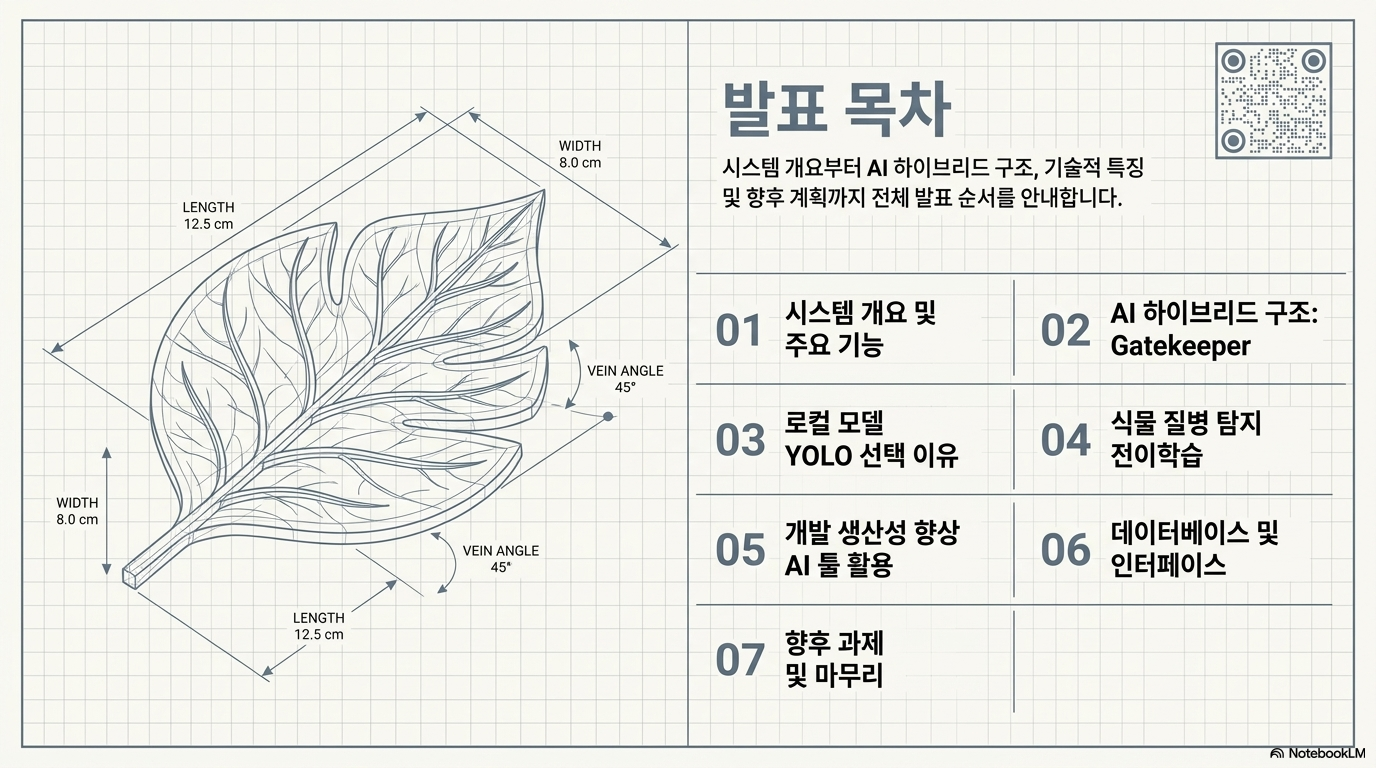 WIDTH
8.0 cm
LENGTH
12.5 cm
VEIN ANGLE
45°
WIDTH
8.0 cm
VEIN ANGLE
45°
LENGTH
12.5 cm
발표 목차
시스템 개요부터 AI 하이브리드 구조, 기술적 특징
및 향후 계획까지 전체 발표 순서를 안내합니다.
01
시스템 개요 및
주요 기능
02
AI 하이브리드 구조:
Gatekeeper
03
로컬 모델
YOLO 선택 이유
04
식물 질병 탐지
전이학습
05
개발 생산성 향상
AI 툴 활용
06
데이터베이스 및
인터페이스
07
향후 과제
및 마무리
NotebookLM